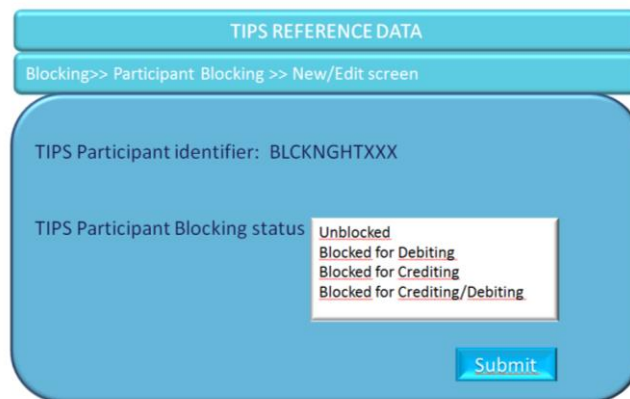 TIPS REFERENCE DATA
Blocking>> Participant Blocking >> New/Edit screen
TIPS Participant identifier: BLCKNGHTXXX
TIPS Participant Blocking status
Unblocked
Blocked for Debiting
Blocked for Crediting
Blocked for Crediting/Debiting
Submit